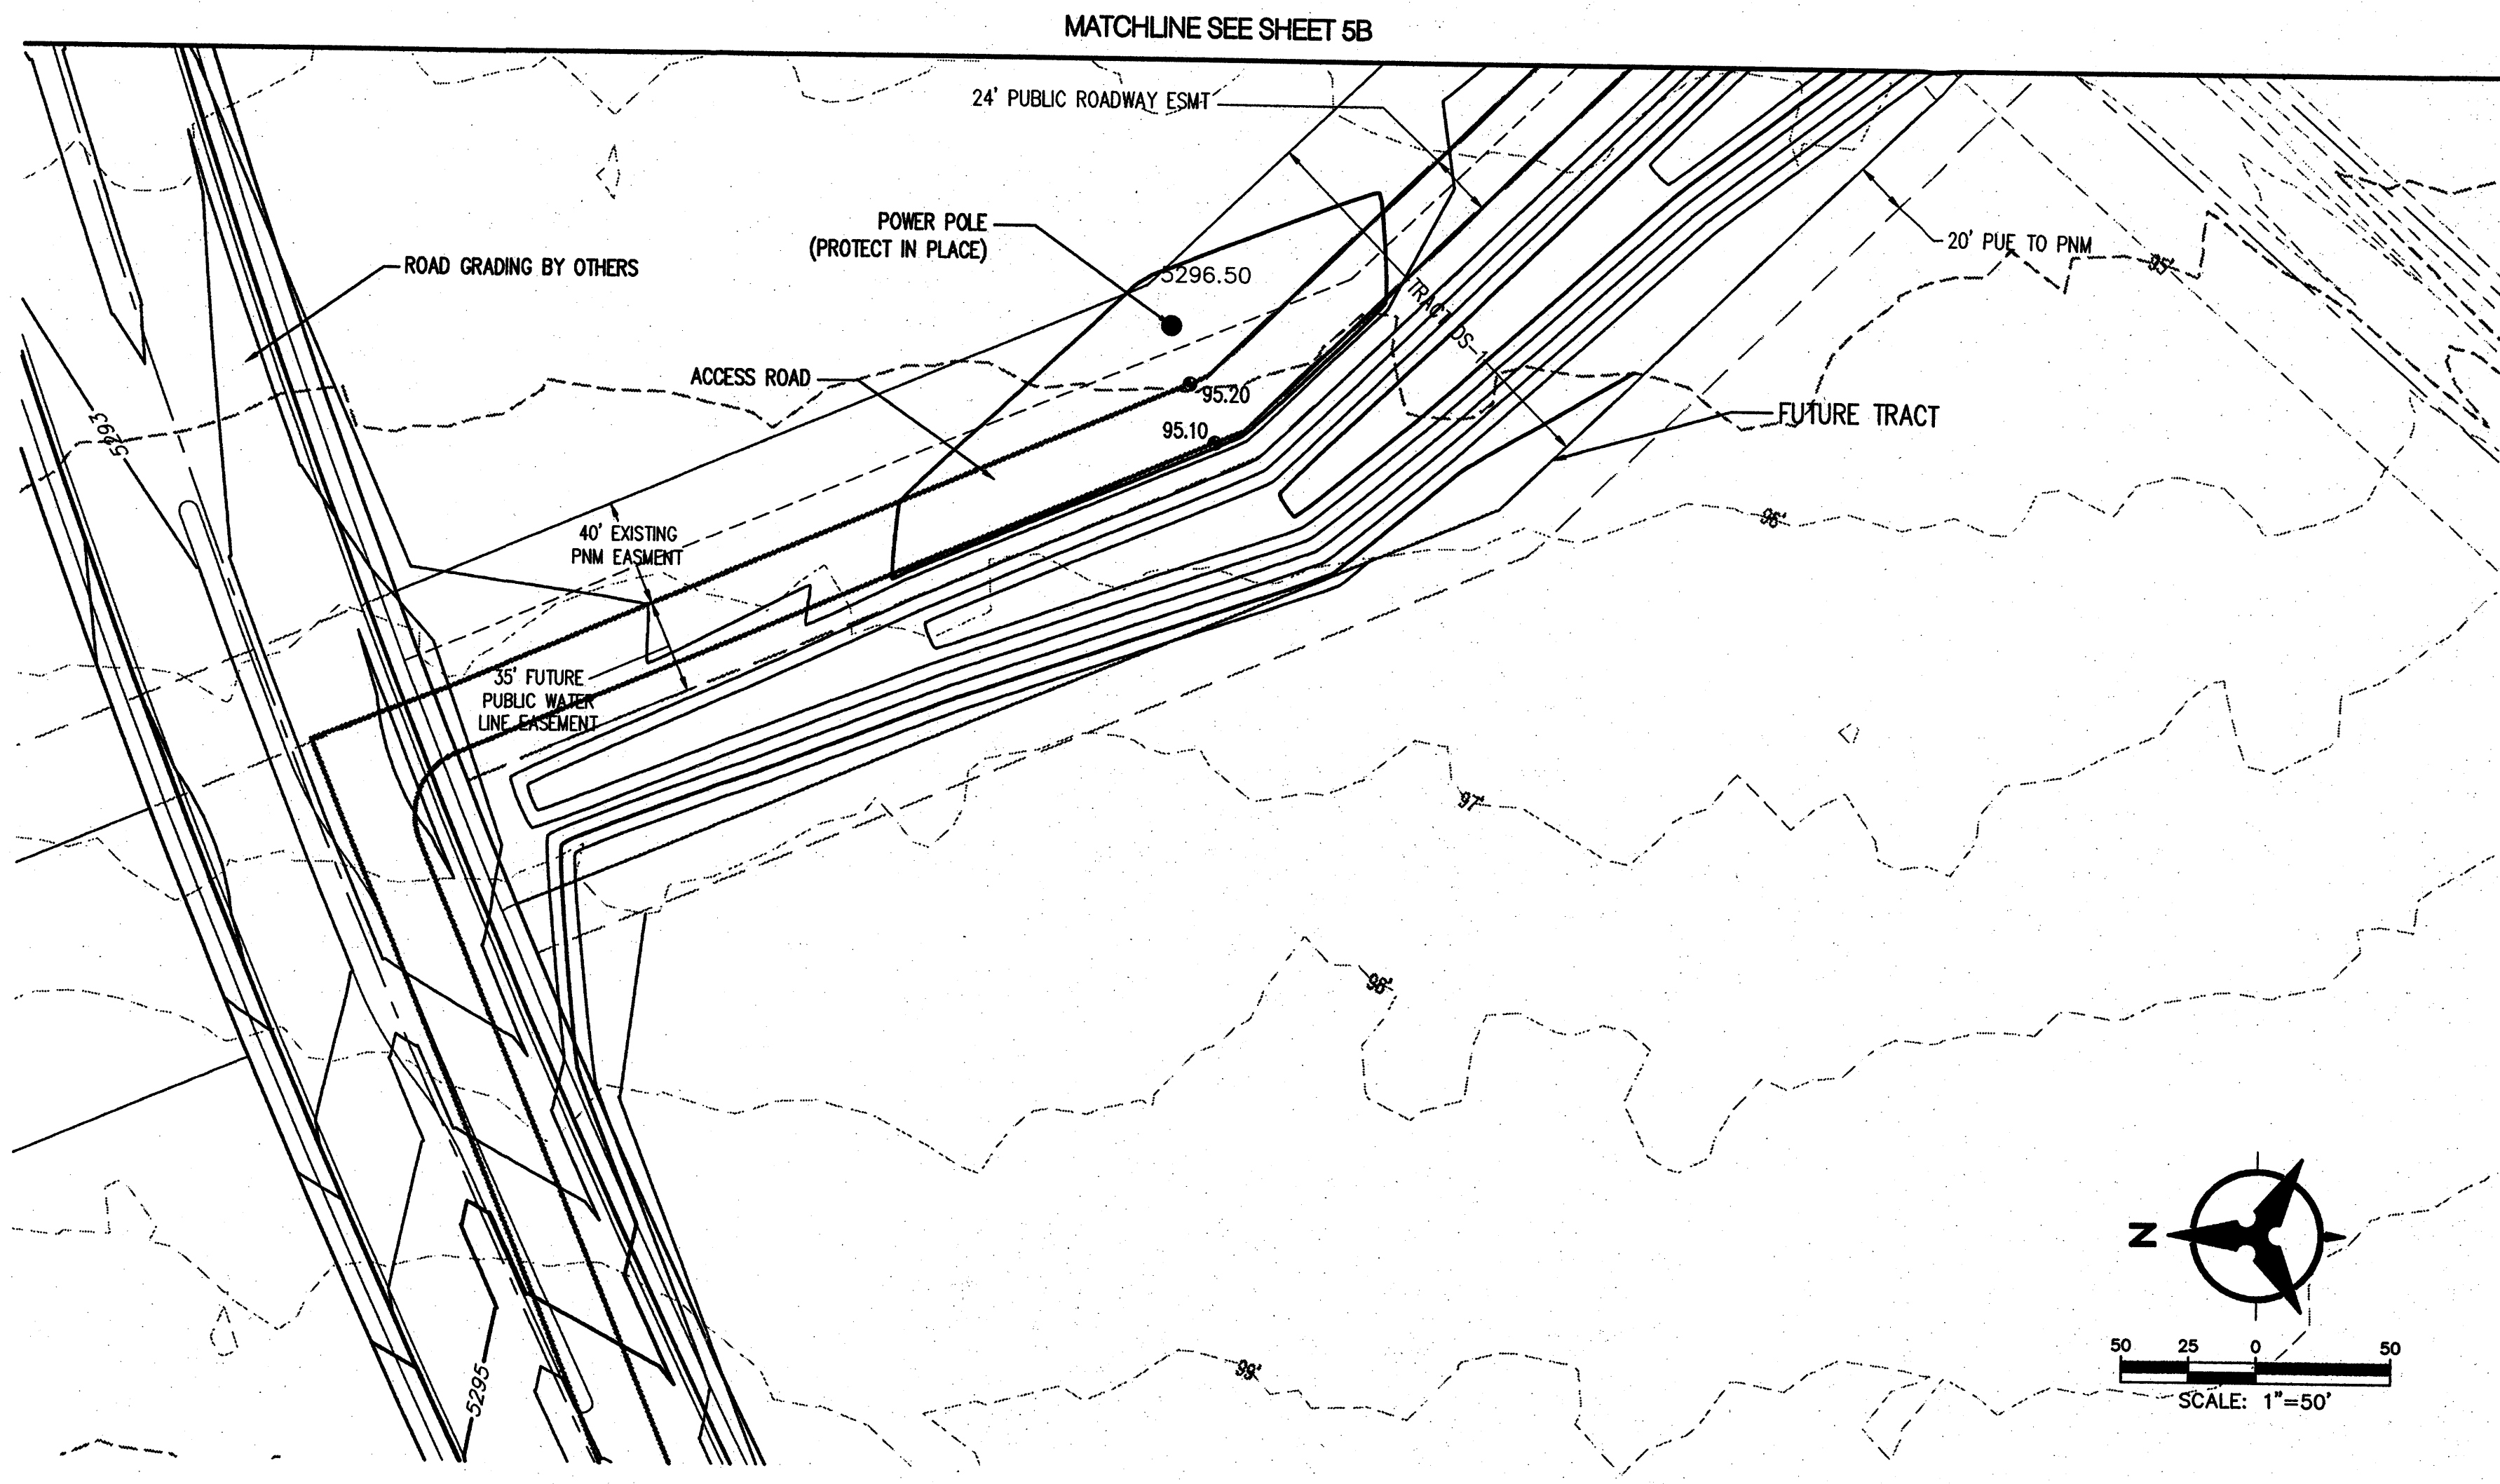 MATCHLINE SEE SHEET 5B
24' PUBLIC ROADWAY ESMT
POWER POLE
(PROTECT IN PLACE)
5296.50
ROAD GRADING BY OTHERS
20' PUE TO PNM
95'
TRACT DS-1
ACCESS ROAD
95.20
95.10
FUTURE TRACT
5293
96'
40' EXISTING
PNM EASMENT
35' FUTURE
PUBLIC WATER
LINE EASEMENT
97'
98'
N
50 25 0 50
SCALE: 1"=50'
99'
5295